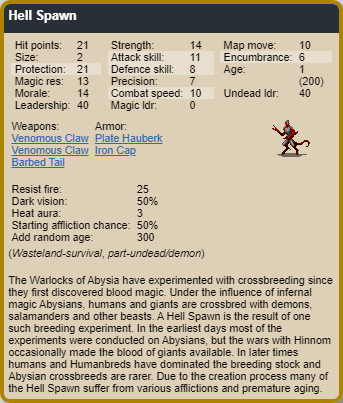 Hell Spawn
Hit points: 21 Strength: 14 Map move: 10
Size: 2 Attack skill: 11 Encumbrance: 6
Protection: 21 Defence skill: 8 Age: 1
Magic res: 13 Precision: 7 (200)
Morale: 14 Combat speed: 10 Undead ldr: 40
Leadership: 40 Magic ldr: 0
Weapons: Armor:
Venomous Claw Plate Hauberk
Venomous Claw Iron Cap
Barbed Tail
Resist fire: 25
Dark vision: 50%
Heat aura: 3
Starting affliction chance: 50%
Add random age: 300
(Wasteland-survival, part-undead/demon)
The Warlocks of Abysia have experimented with crossbreeding since
they first discovered blood magic. Under the influence of infernal
magic Abysians, humans and giants are crossbred with demons,
salamanders and other beasts. A Hell Spawn is the result of one
such breeding experiment. In the earliest days most of the
experiments were conducted on Abysians, but the wars with Hinnom
occasionally made the blood of giants available. In later times
humans and Humanbreds have dominated the breeding stock and
Abysian crossbreeds are rarer. Due to the creation process many of
the Hell Spawn suffer from various afflictions and premature aging.